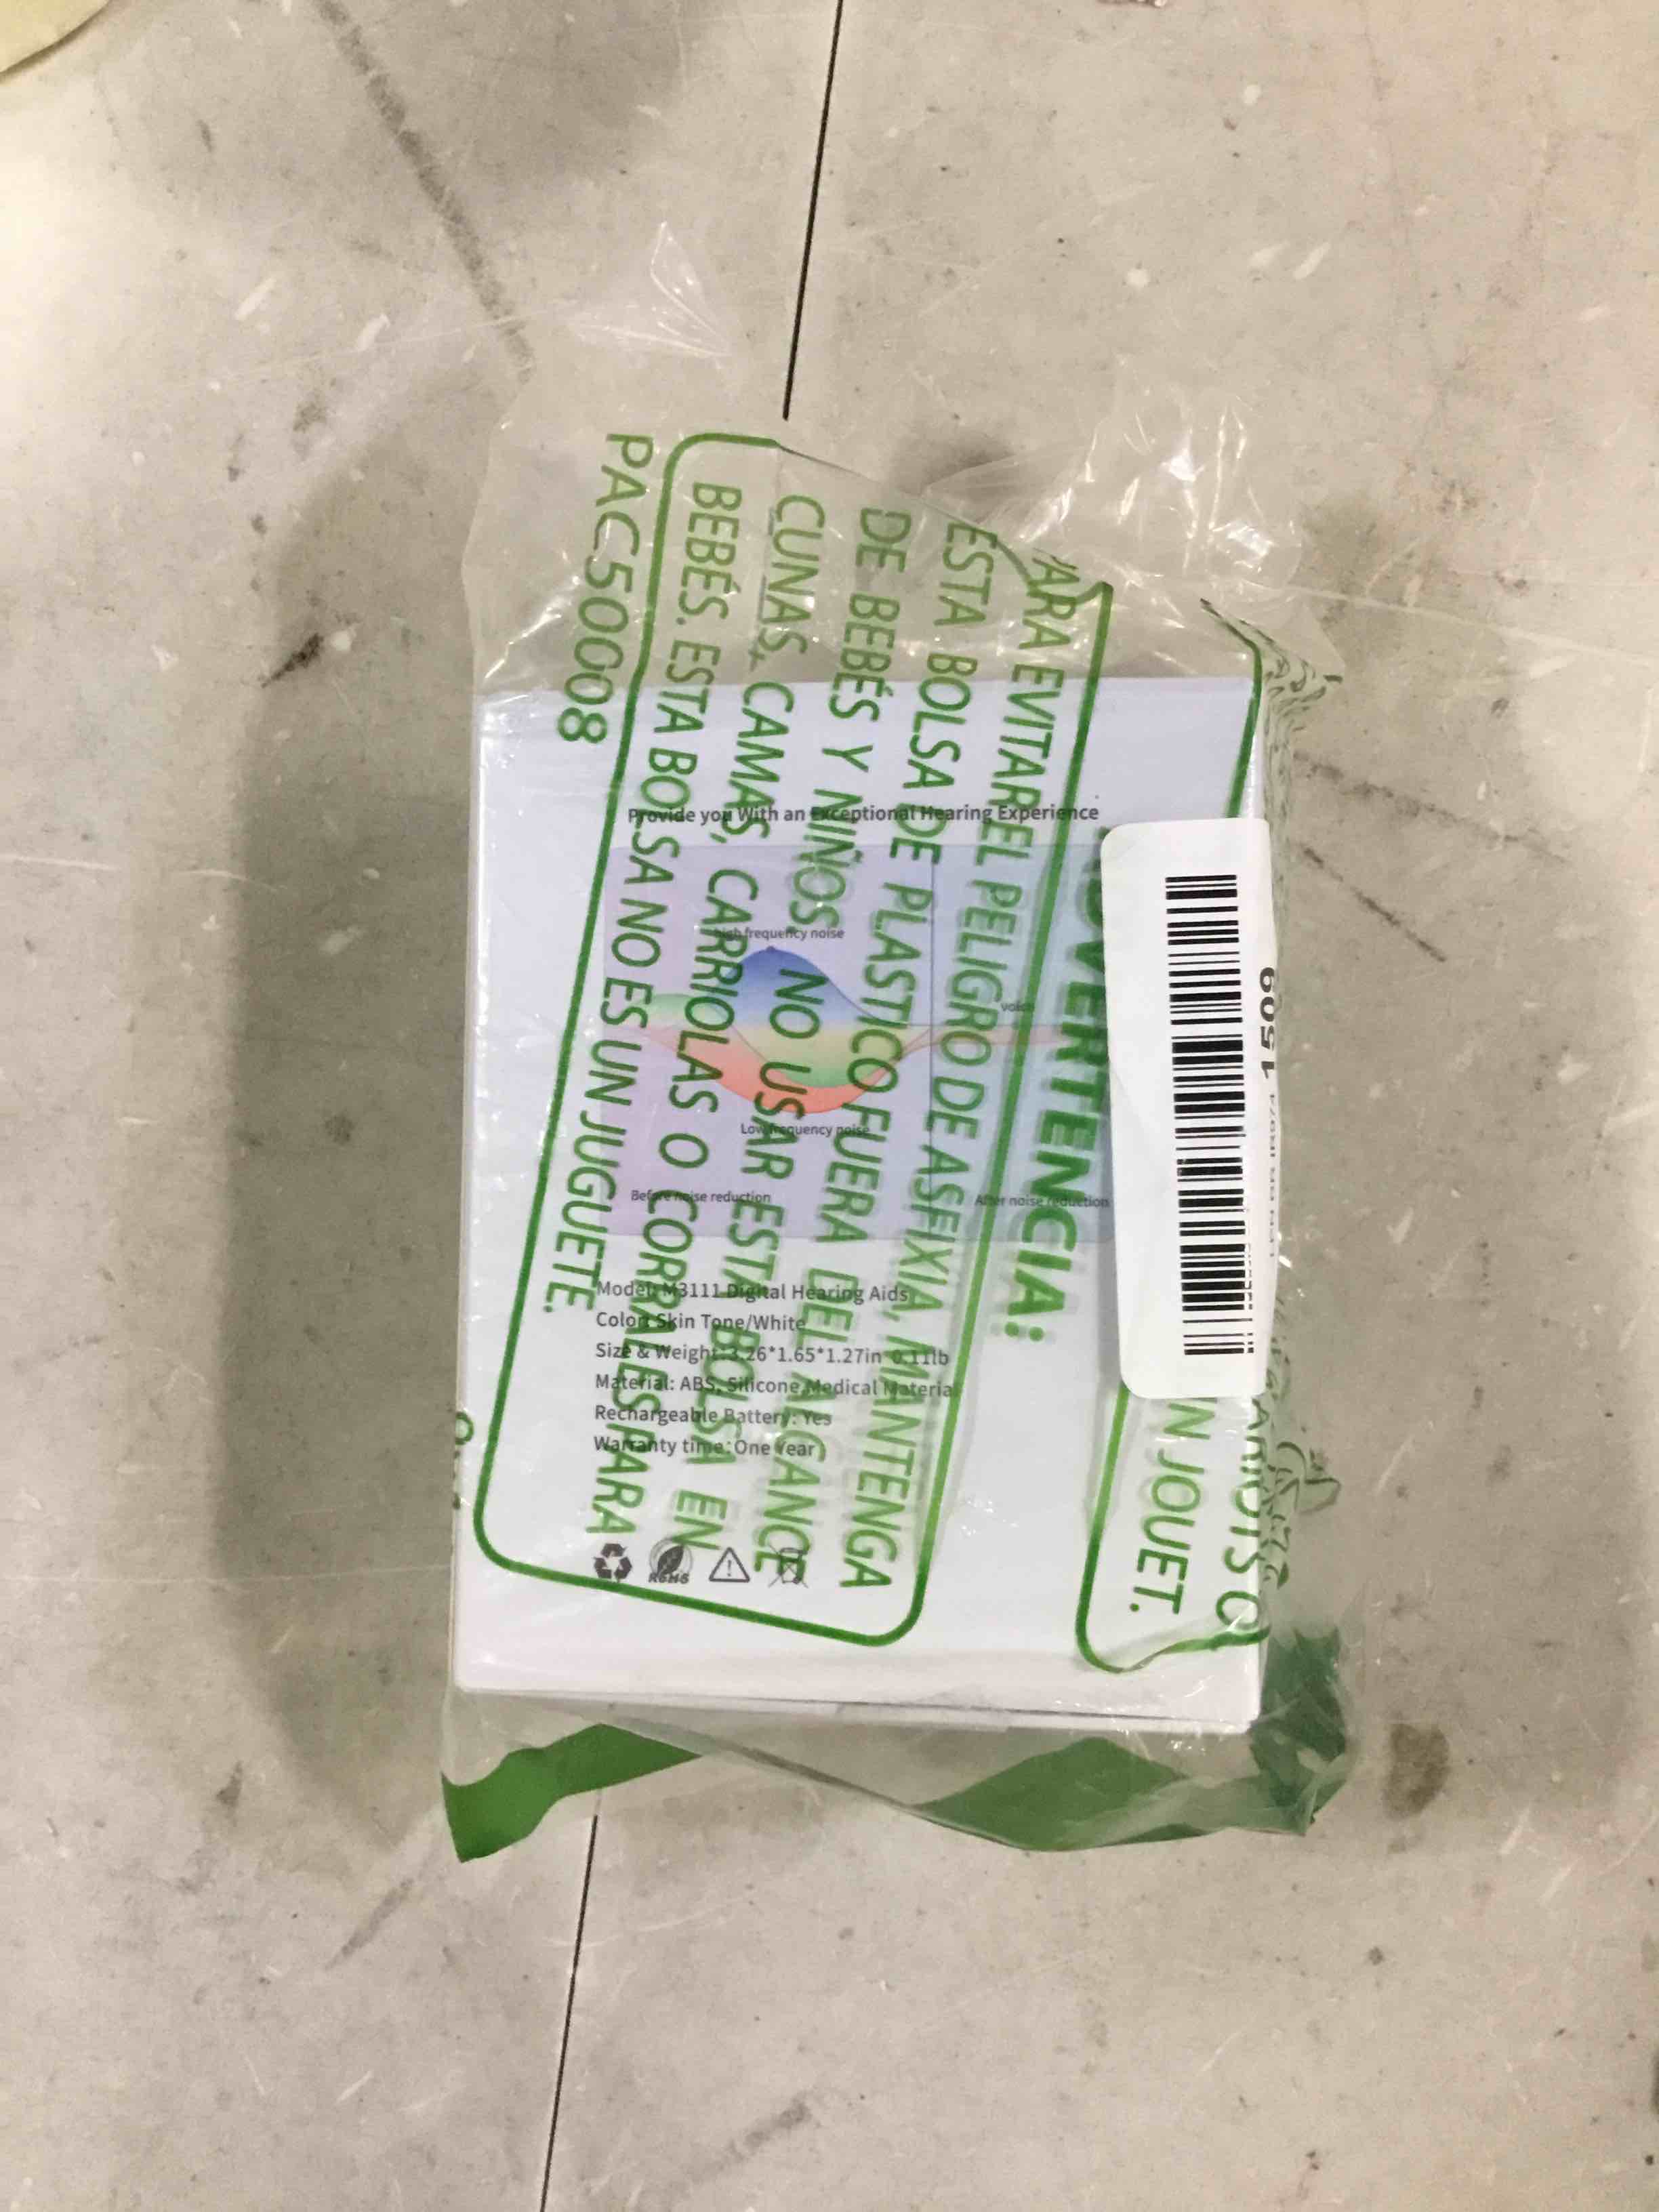 Provide you With an Exceptional Hearing Experience
high frequency noise
voice
Low frequency noise
Before noise reduction
After noise reduction
Model: M3111 Digital Hearing Aids
Color: Skin Tone/White
Size & Weight: 3.26*1.65*1.27in 0.11lb
Material: ABS, Silicone Medical Material
Rechargeable Battery: Yes
Warranty time: One Year
RoHS
ADVERTENCIA:
PARA EVITAR EL PELIGRO DE ASFIXIA, MANTENGA
ESTA BOLSA DE PLASTICO FUERA DEL ALCANCE
DE BEBÉS Y NIÑOS. NO USAR ESTA BOLSA EN
CUNAS, CAMAS, CARRIOLAS O CORRALES PARA
BEBÉS. ESTA BOLSA NO ES UN JUGUETE.
PAC50008
1509
N JOUET.